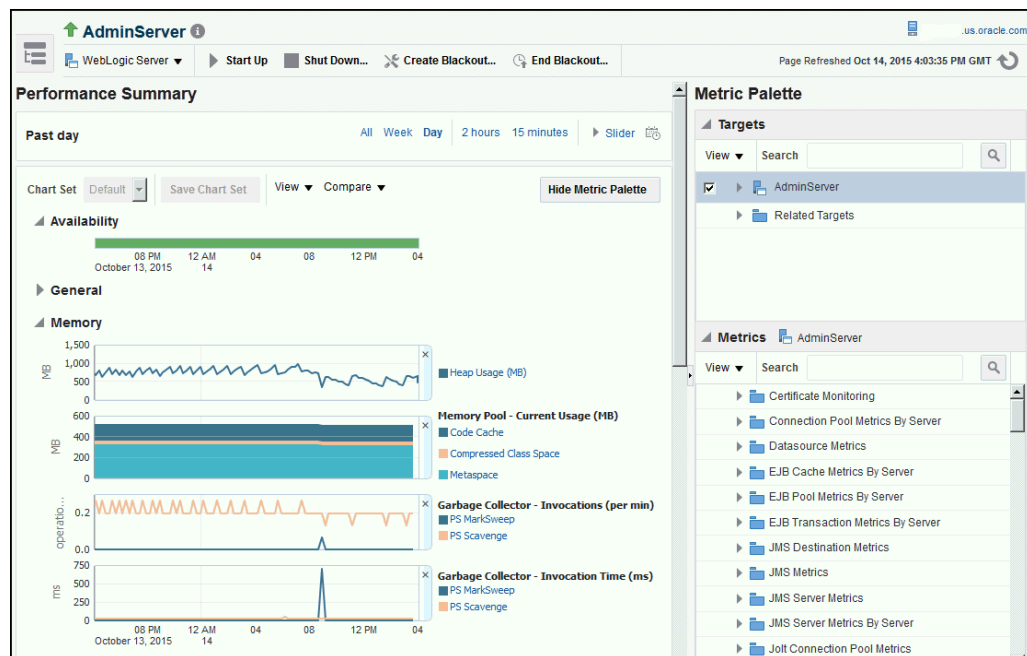 AdminServer
.us.oracle.com
WebLogic Server
Start Up
Shut Down...
Create Blackout...
End Blackout...
Page Refreshed Oct 14, 2015 4:03:35 PM GMT
Performance Summary
Past day
All Week Day 2 hours 15 minutes Slider
Chart Set Default Save Chart Set View Compare Hide Metric Palette
Availability
08 PM 12 AM 04 08 12 PM 04
October 13, 2015 14
General
Memory
1,500
1,000
500
0
MB
Heap Usage (MB)
600
400
200
0
MB
Memory Pool - Current Usage (MB)
Code Cache
Compressed Class Space
Metaspace
0.2
0.0
operatio...
Garbage Collector - Invocations (per min)
PS MarkSweep
PS Scavenge
750
500
250
0
ms
Garbage Collector - Invocation Time (ms)
PS MarkSweep
PS Scavenge
08 PM 12 AM 04 08 12 PM 04
October 13, 2015 14
Metric Palette
Targets
View Search
AdminServer
Related Targets
Metrics AdminServer
View Search
Certificate Monitoring
Connection Pool Metrics By Server
Datasource Metrics
EJB Cache Metrics By Server
EJB Pool Metrics By Server
EJB Transaction Metrics By Server
JMS Destination Metrics
JMS Metrics
JMS Server Metrics
JMS Server Metrics By Server
Jolt Connection Pool Metrics